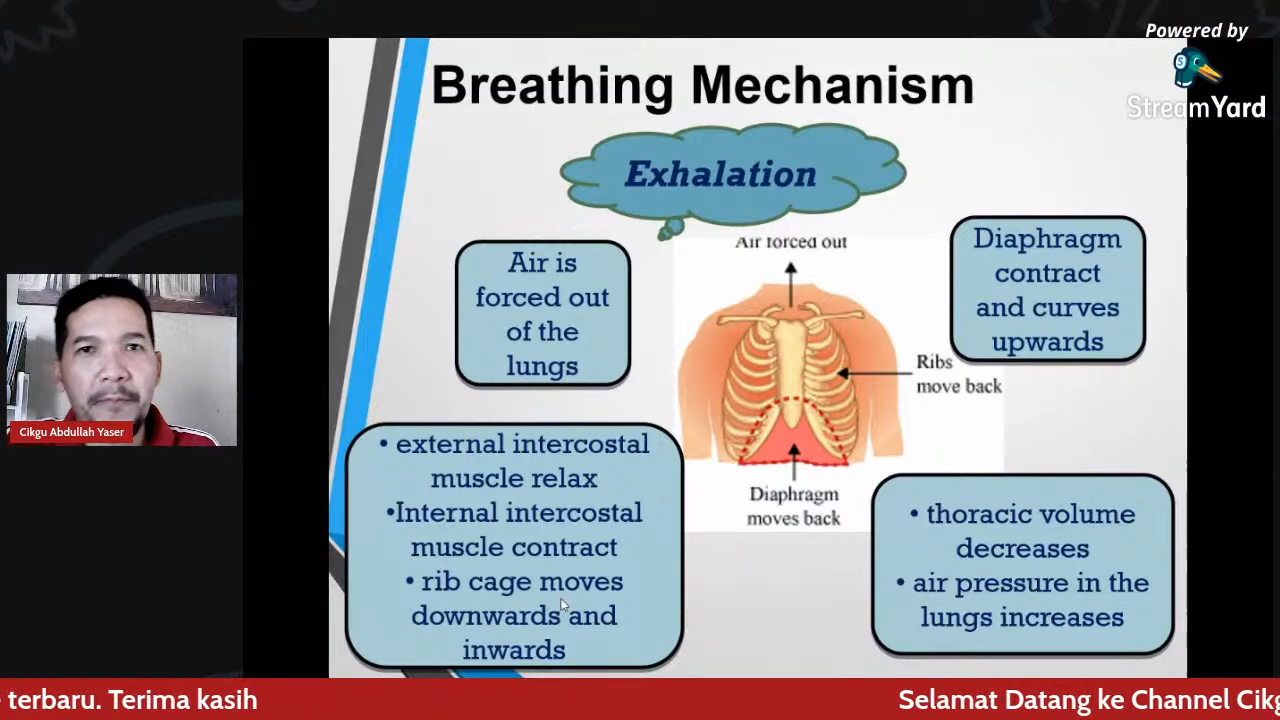 Powered by
StreamYard
Breathing Mechanism
Exhalation
Air is
forced out
of the
lungs
Air forced out
Diaphragm
contract
and curves
upwards
Ribs
move back
Cikgu Abdullah Yaser
• external intercostal
muscle relax
•Internal intercostal
muscle contract
• rib cage moves
downwards and
inwards
Diaphragm
moves back
• thoracic volume
decreases
• air pressure in the
lungs increases
terbaru. Terima kasih
Selamat Datang ke Channel Cikg